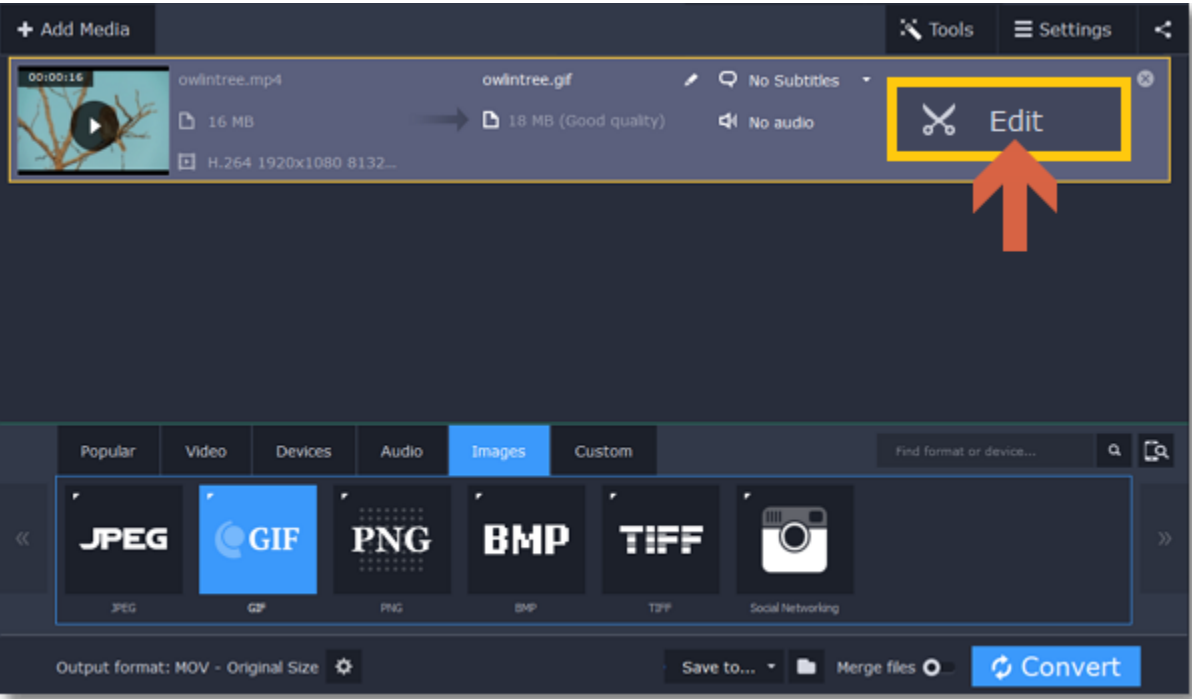 Add Media
Tools
Settings
00:00:16
owlintree.mp4
owlintree.gif
No Subtitles
16 MB
18 MB (Good quality)
No audio
Edit
H.264 1920x1080 8132...
Popular
Video
Devices
Audio
Images
Custom
Find format or device...
JPEG
GIF
PNG
BMP
TIFF
JPEG
GIF
PNG
BMP
TIFF
Social Networking
Output format: MOV - Original Size
Save to...
Merge files
Convert